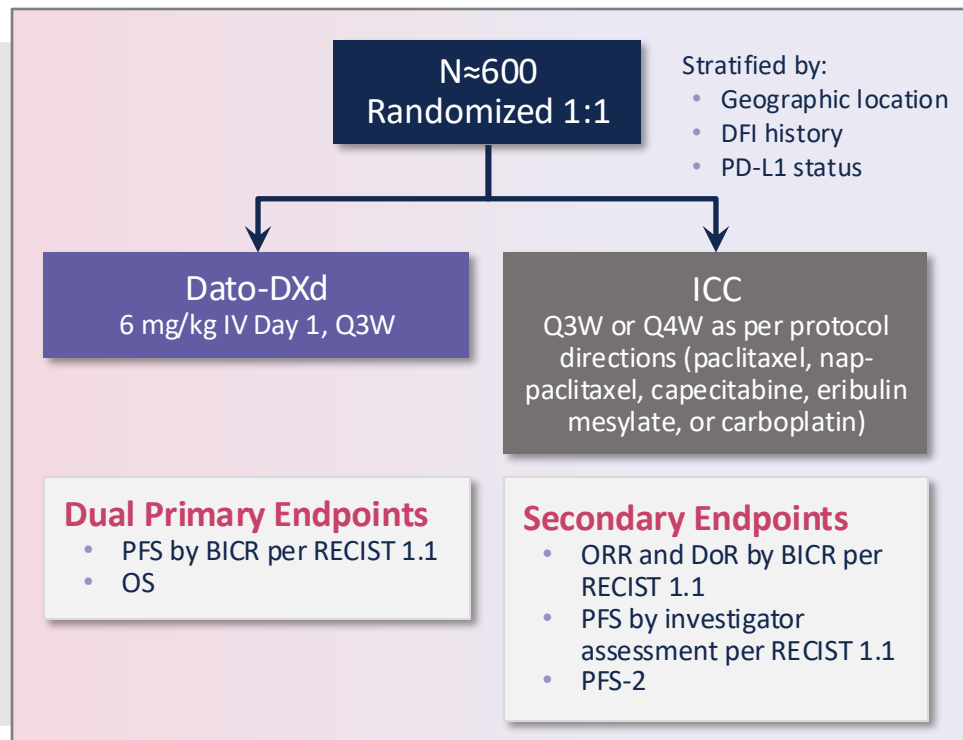 N≈600
Randomized 1:1
Stratified by:
• Geographic location
• DFI history
• PD-L1 status
Dato-DXd
6 mg/kg IV Day 1, Q3W
ICC
Q3W or Q4W as per protocol
directions (paclitaxel, nap-
paclitaxel, capecitabine, eribulin
mesylate, or carboplatin)
Dual Primary Endpoints
• PFS by BICR per RECIST 1.1
• OS
Secondary Endpoints
• ORR and DoR by BICR per
RECIST 1.1
• PFS by investigator
assessment per RECIST 1.1
• PFS-2